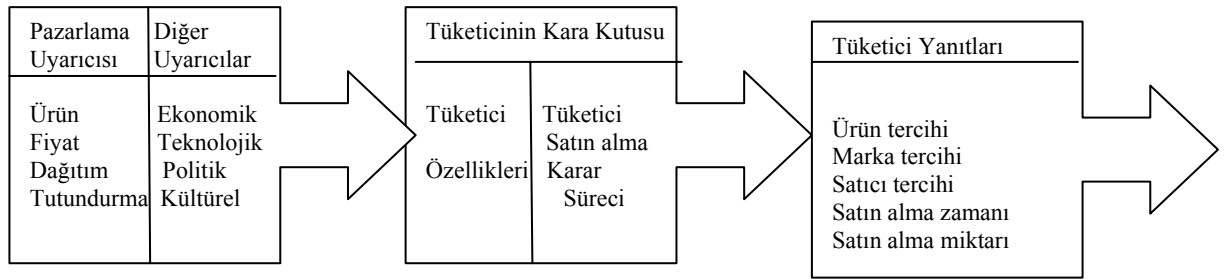 Pazarlama
Uyarıcısı
Diğer
Uyarıcılar
Ürün
Fiyat
Dağıtım
Tutundurma
Ekonomik
Teknolojik
Politik
Kültürel
Tüketicinin Kara Kutusu
Tüketici
Özellikleri
Tüketici
Satın alma
Karar
Süreci
Tüketici Yanıtları
Ürün tercihi
Marka tercihi
Satıcı tercihi
Satın alma zamanı
Satın alma miktarı